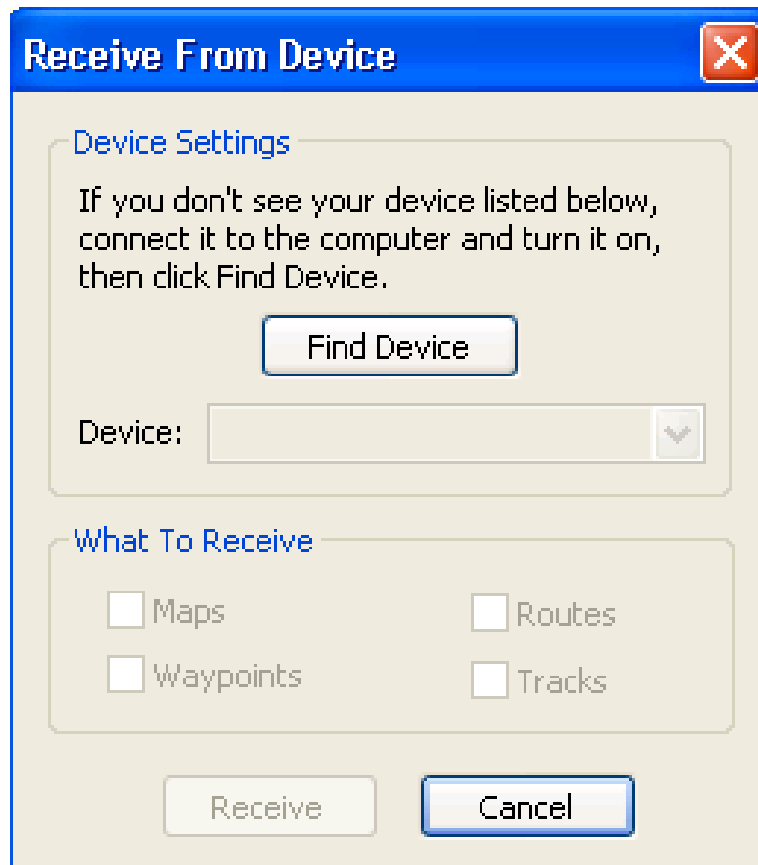 Receive From Device
Device Settings
If you don't see your device listed below,
connect it to the computer and turn it on,
then click Find Device.
Find Device
Device:
What To Receive
Maps
Routes
Waypoints
Tracks
Receive
Cancel